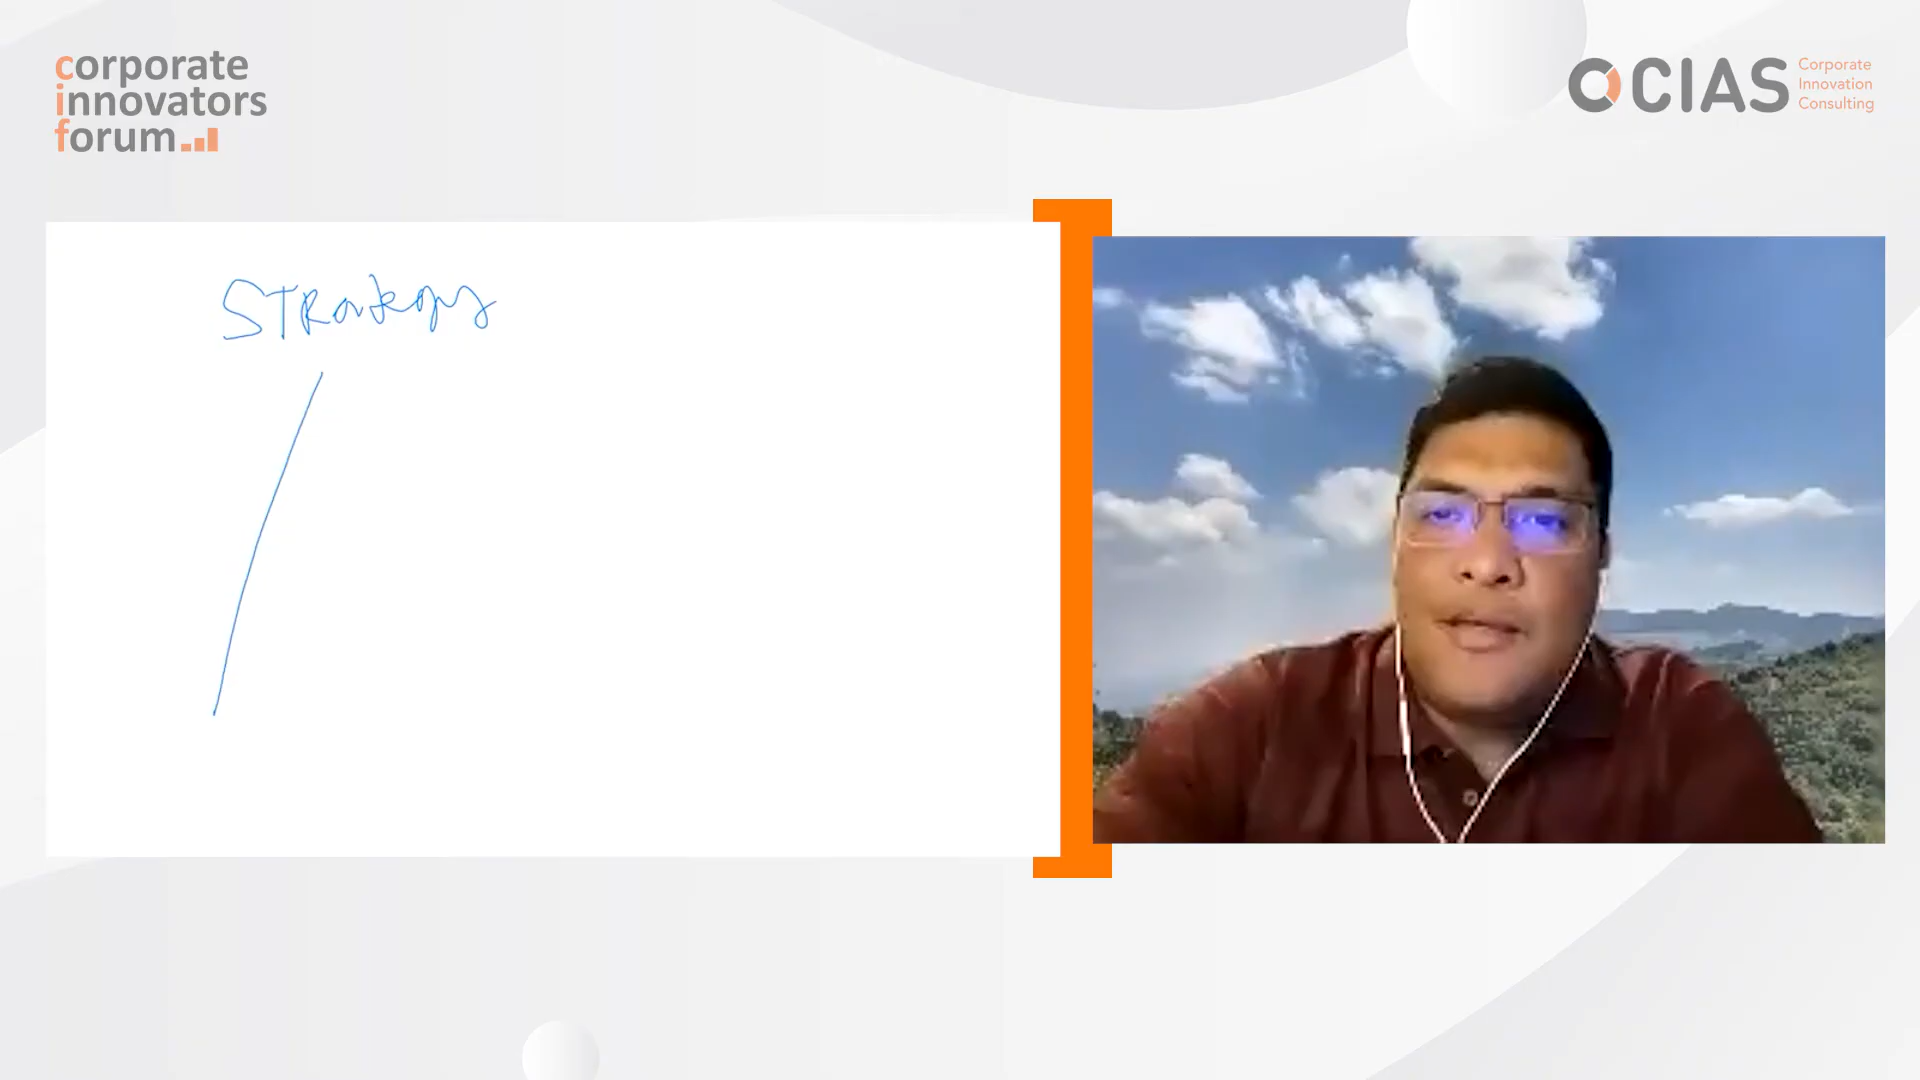 corporate
innovators
forum
CIAS
Corporate
Innovation
Consulting
STRategy